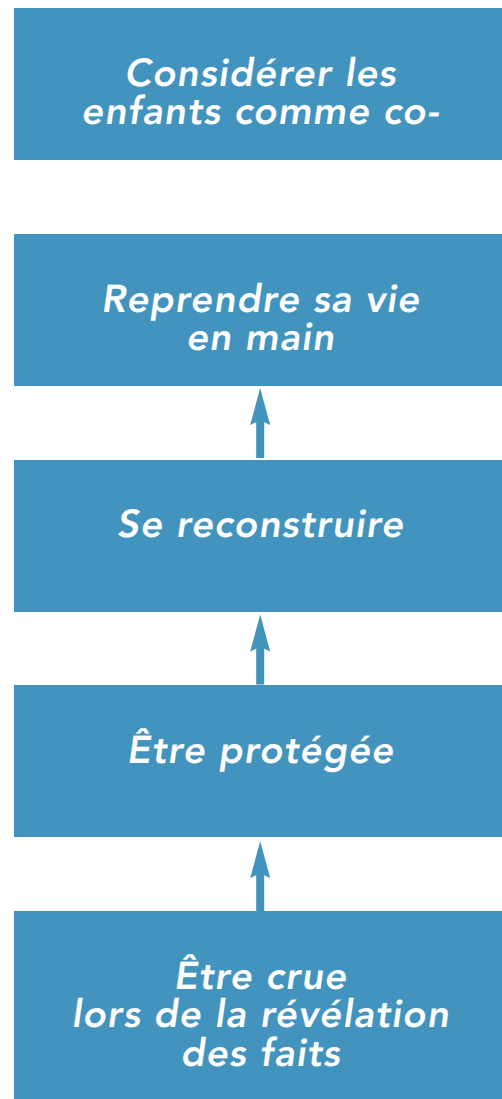 Considérer les
enfants comme co-
Reprendre sa vie
en main
Se reconstruire
Être protégée
Être crue
lors de la révélation
des faits